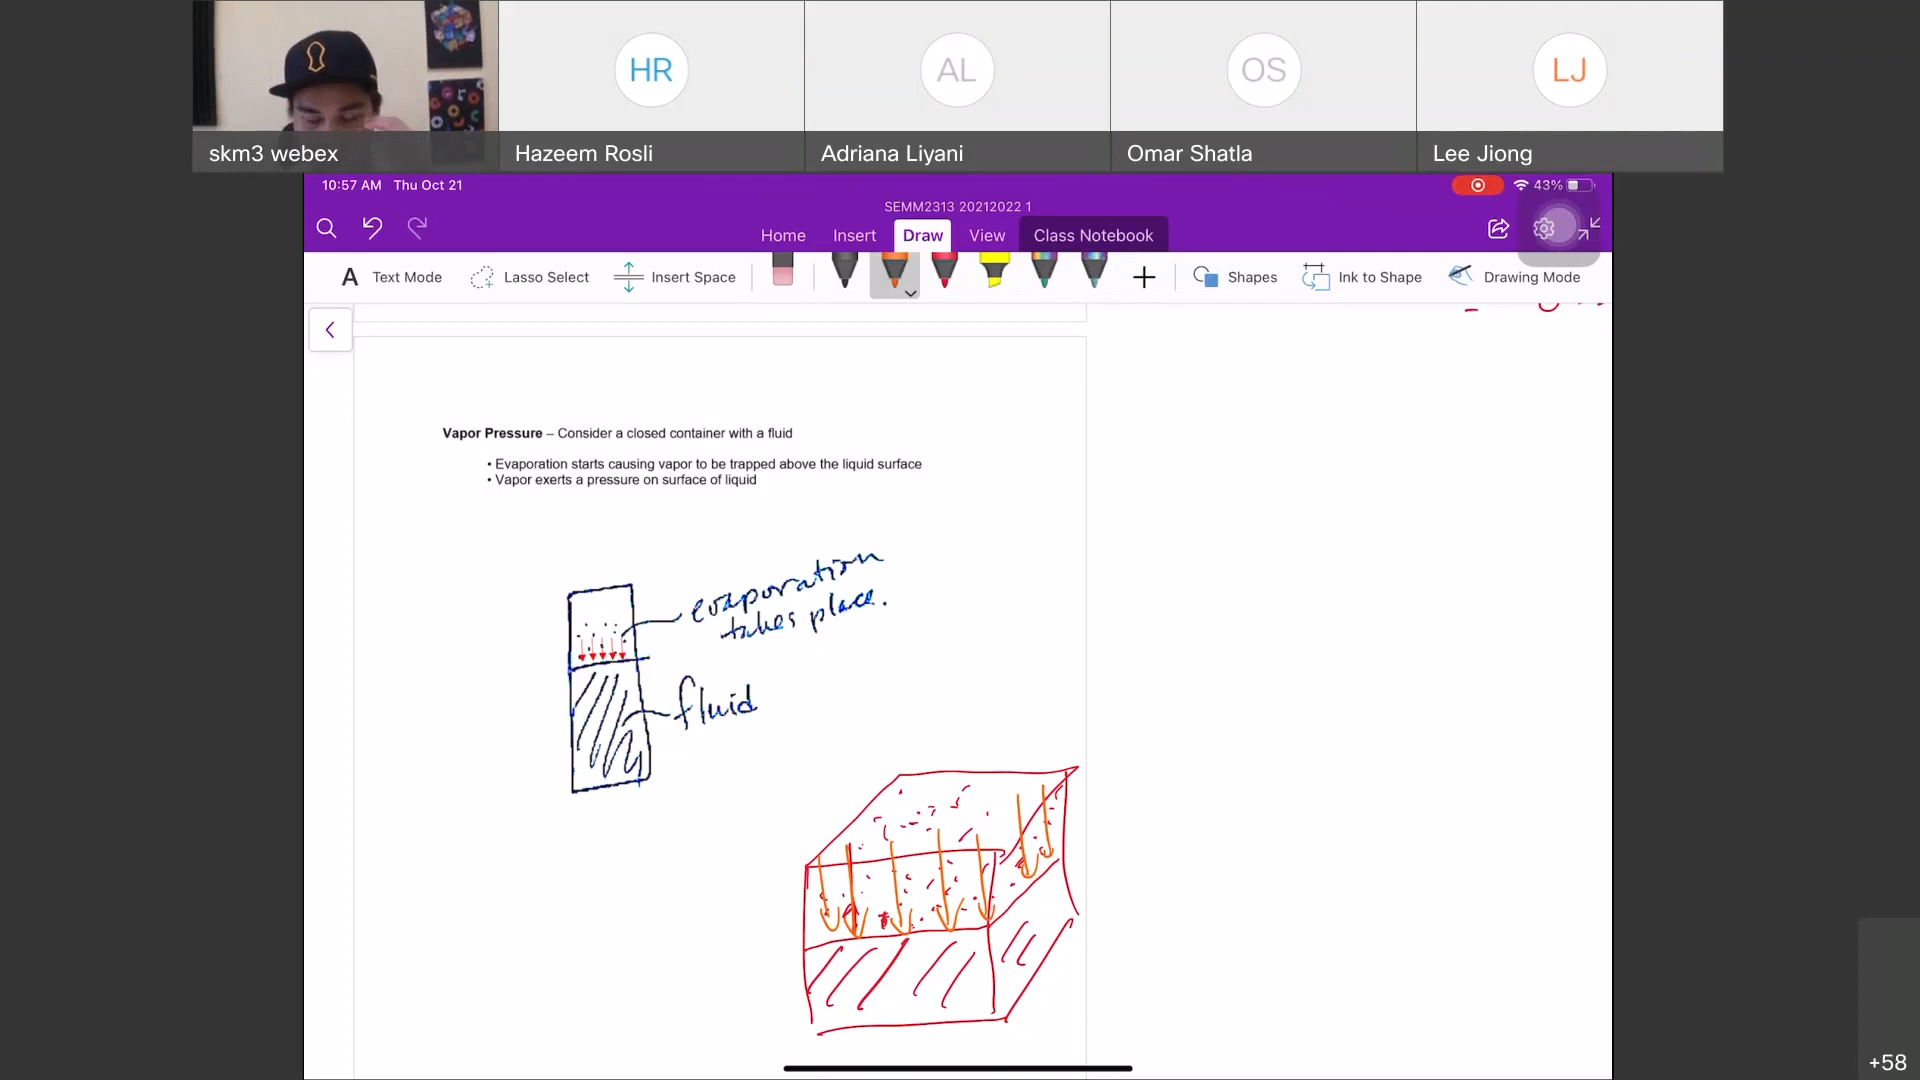 HR
AL
OS
LJ
skm3 webex
Hazeem Rosli
Adriana Liyani
Omar Shatla
Lee Jiong
10:57 AM Thu Oct 21
43%
SEMM2313 20212022 1
Home Insert Draw View Class Notebook
A Text Mode Lasso Select Insert Space Shapes Ink to Shape Drawing Mode
Vapor Pressure – Consider a closed container with a fluid
• Evaporation starts causing vapor to be trapped above the liquid surface
• Vapor exerts a pressure on surface of liquid
evaporation
takes place.
fluid
+58